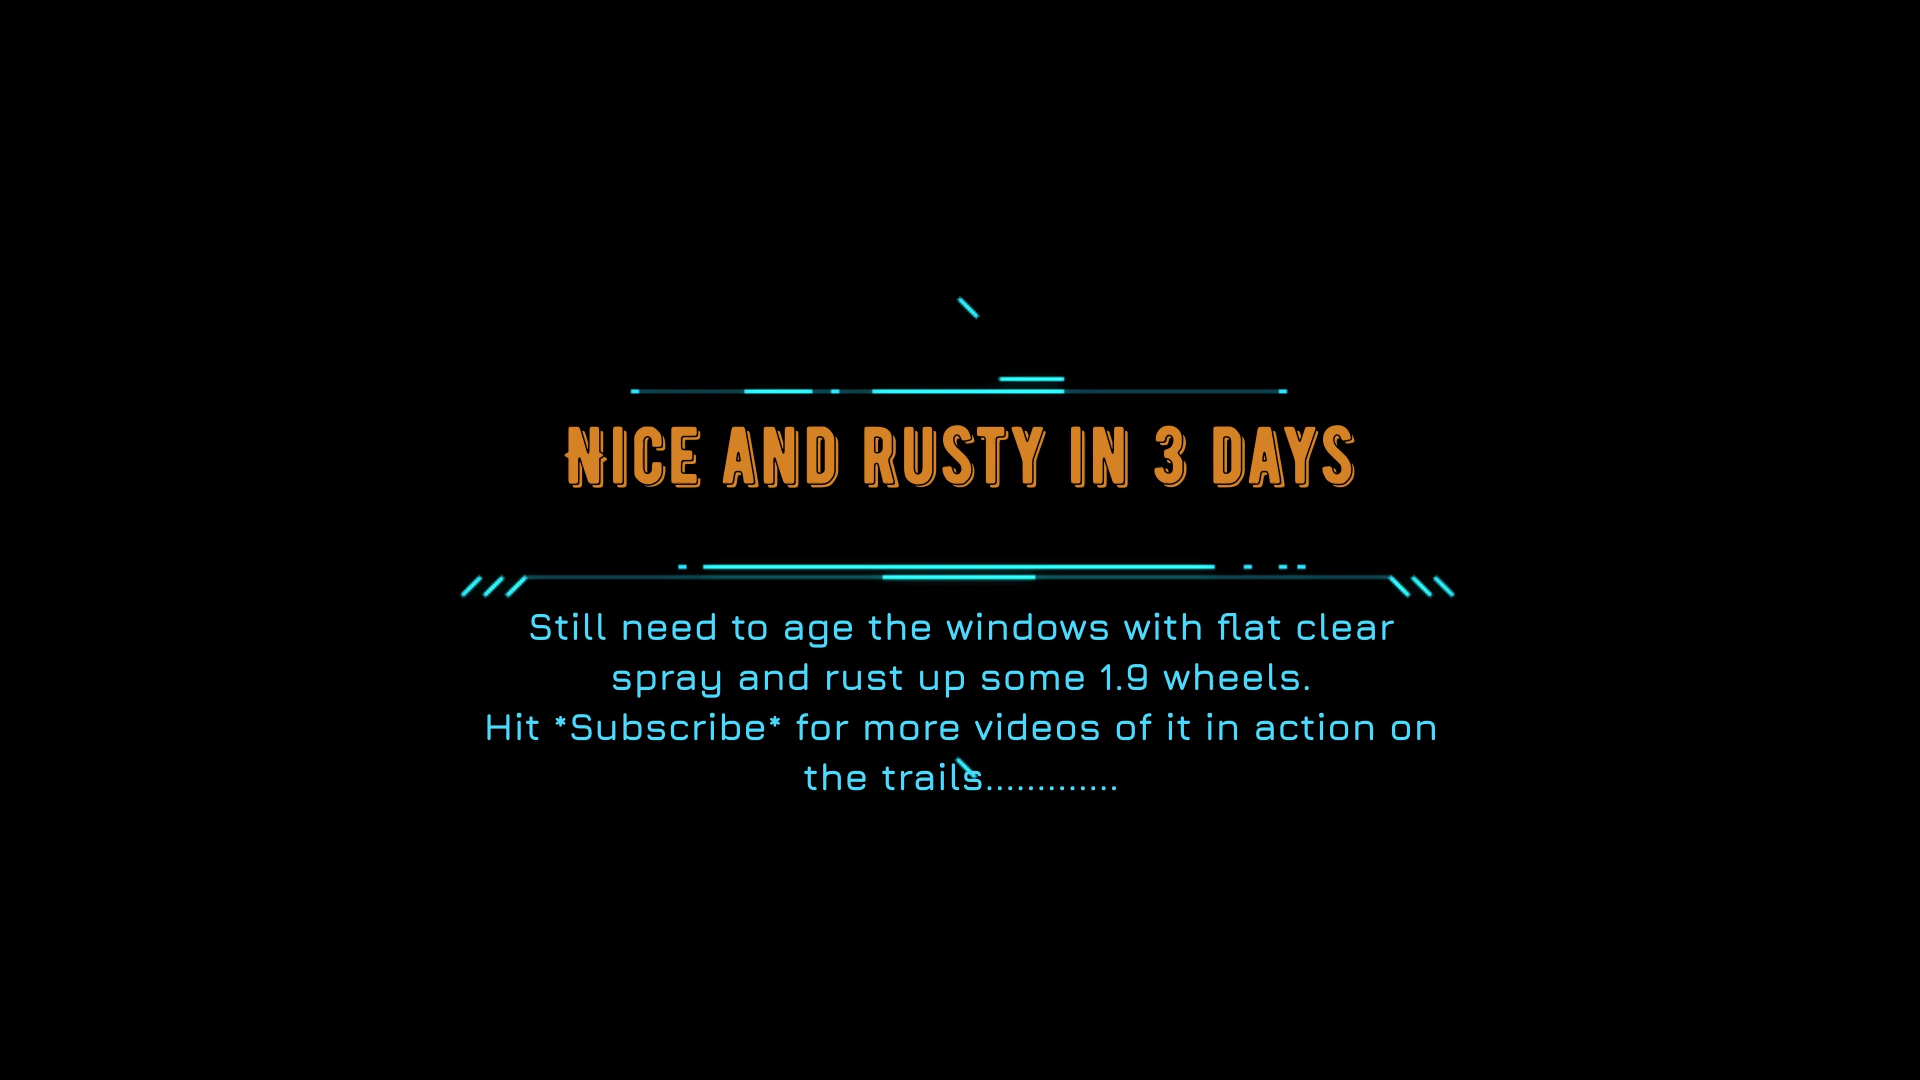 NICE AND RUSTY IN 3 DAYS
Still need to age the windows with flat clear
spray and rust up some 1.9 wheels.
Hit *Subscribe* for more videos of it in action on
the trails.............